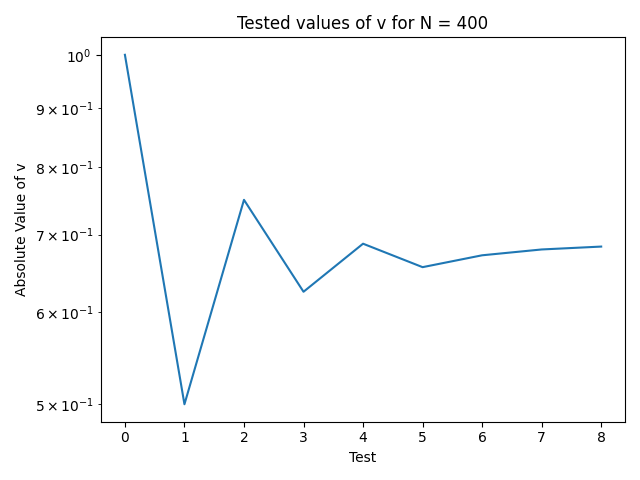 Tested values of v for N = 400
10⁰
9 × 10⁻¹
8 × 10⁻¹
7 × 10⁻¹
6 × 10⁻¹
5 × 10⁻¹
Absolute Value of v
0 1 2 3 4 5 6 7 8
Test